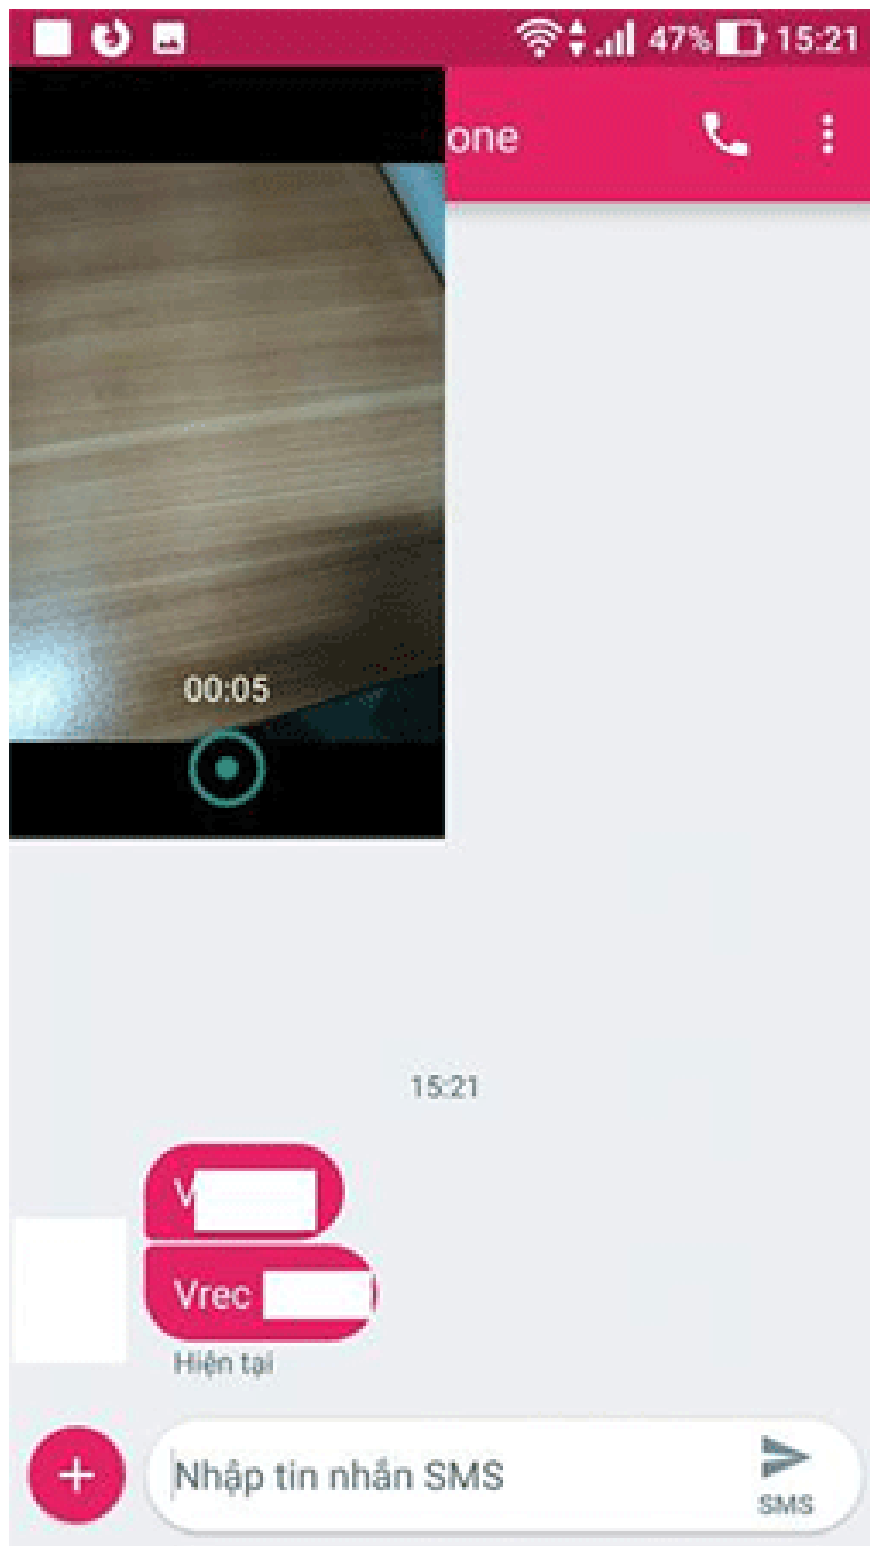 47% 15:21
one
00:05
15:21
V
Vrec
Hiện tại
Nhập tin nhắn SMS
SMS